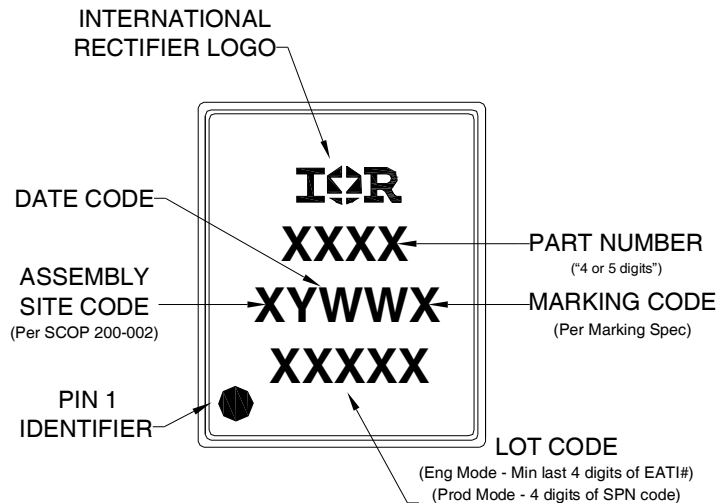 INTERNATIONAL
RECTIFIER LOGO
IOR
DATE CODE
XXXX
PART NUMBER
(“4 or 5 digits”)
ASSEMBLY
SITE CODE
(Per SCOP 200-002)
XYWWX
MARKING CODE
(Per Marking Spec)
XXXXX
PIN 1
IDENTIFIER
LOT CODE
(Eng Mode - Min last 4 digits of EATI#)
(Prod Mode - 4 digits of SPN code)